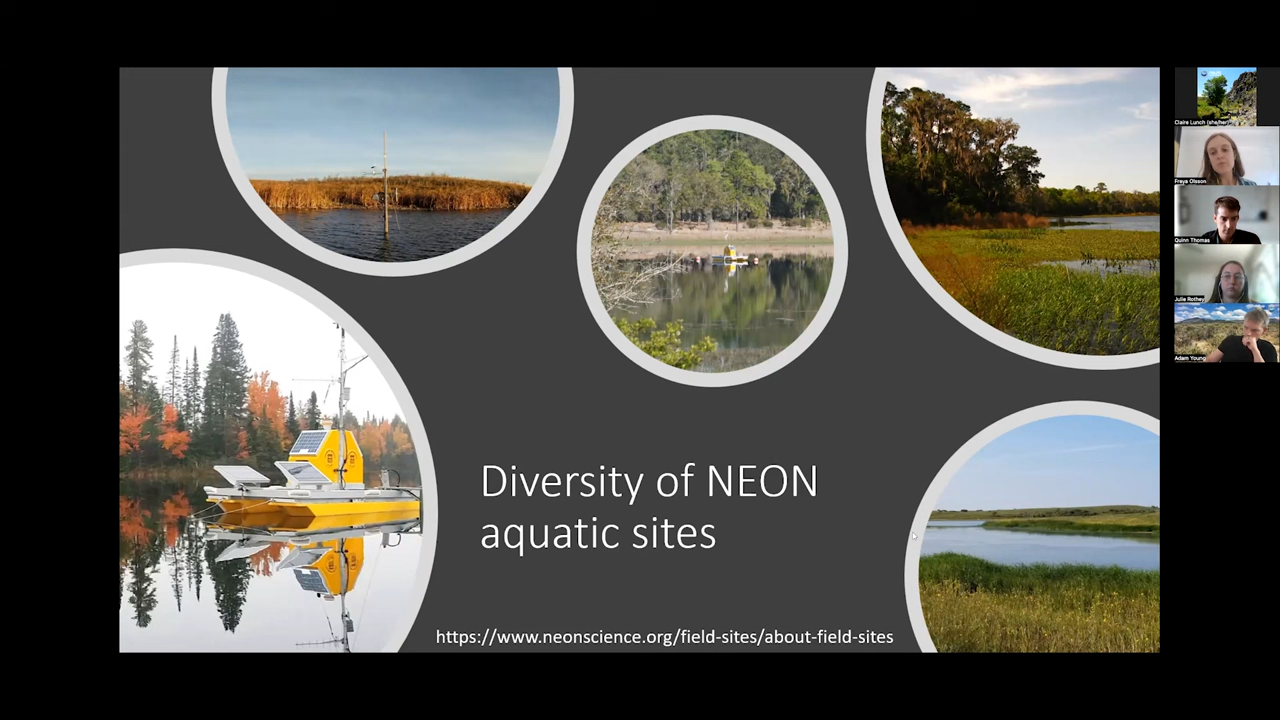 Diversity of NEON
aquatic sites
https://www.neonscience.org/field-sites/about-field-sites
Claire Lunch (she/her)
Freya Olsson
Quinn Thomas
Julie Rothey
Adam Young